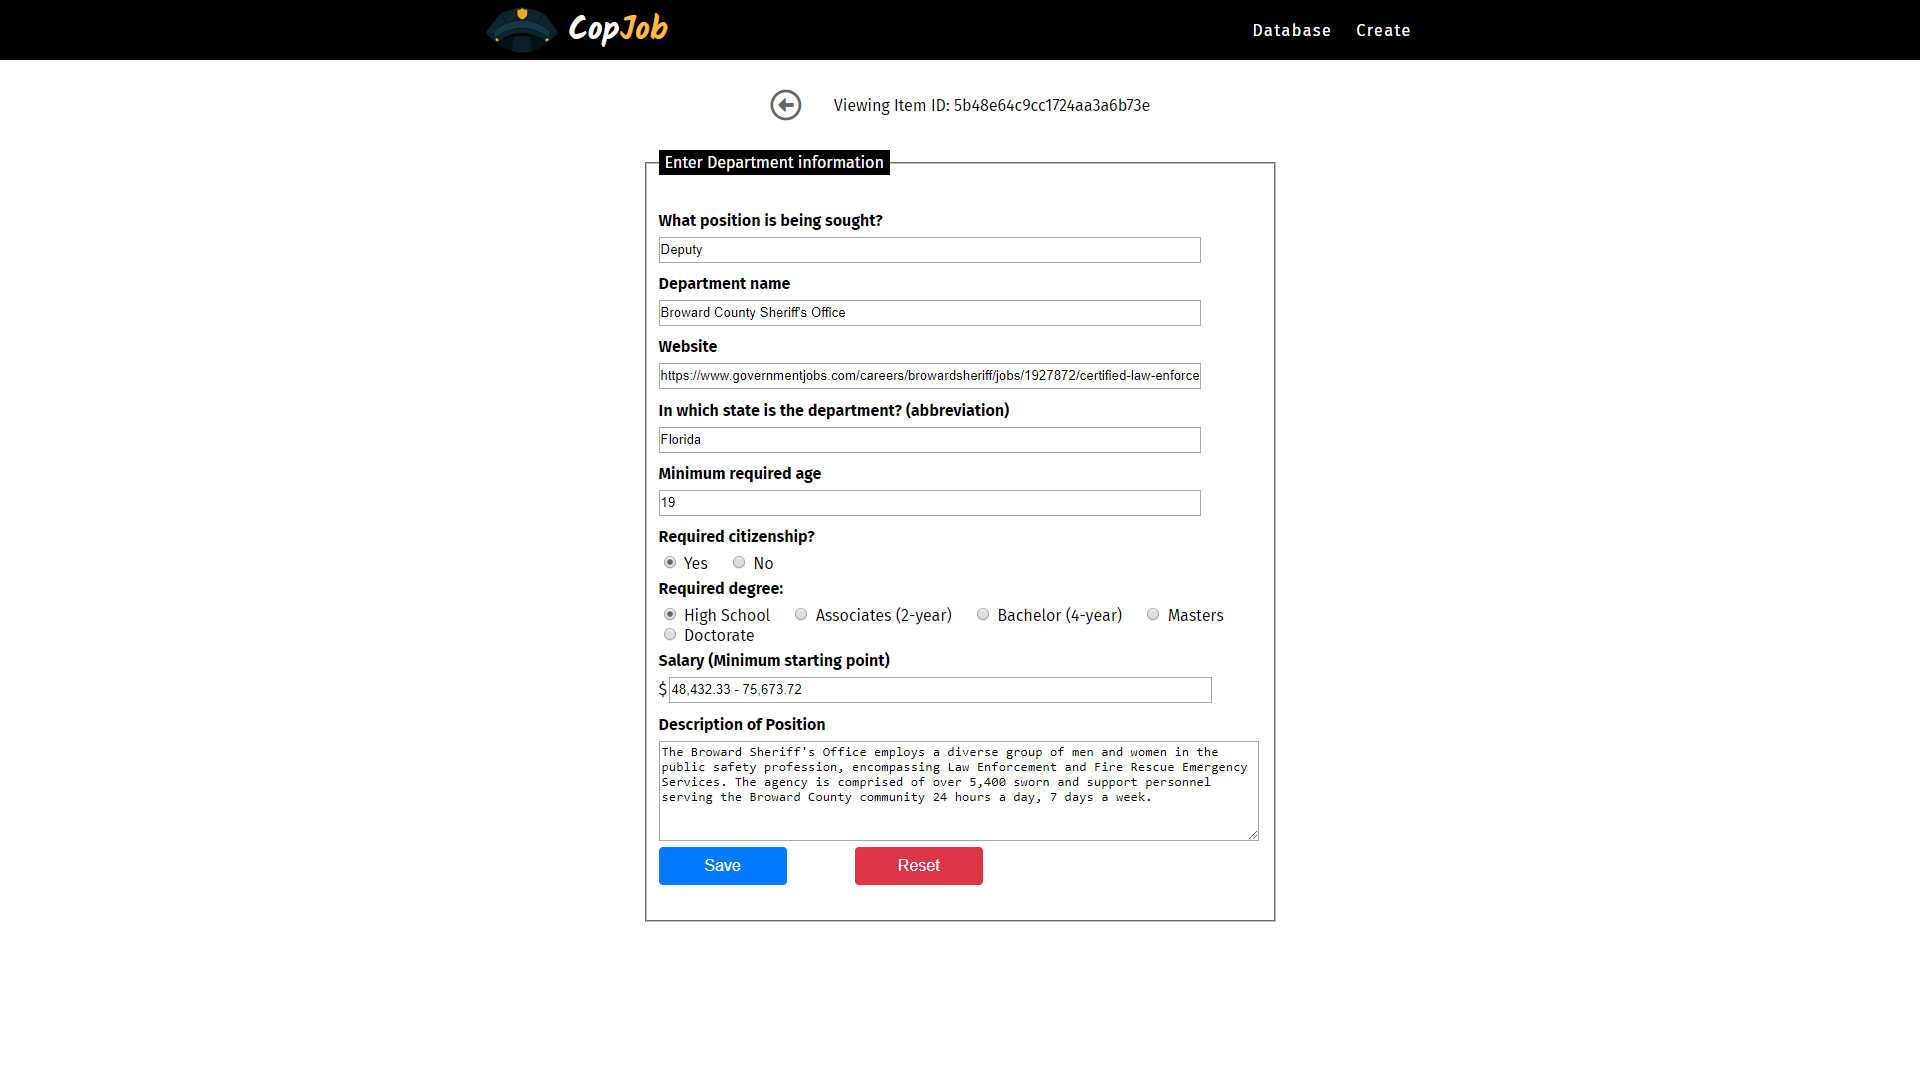 CopJob
Database Create
Viewing Item ID: 5b48e64c9cc1724aa3a6b73e
Enter Department information
What position is being sought?
Deputy
Department name
Broward County Sheriff's Office
Website
https://www.governmentjobs.com/careers/browardsheriff/jobs/1927872/certified-law-enforce
In which state is the department? (abbreviation)
Florida
Minimum required age
19
Required citizenship?
Yes No
Required degree:
High School Associates (2-year) Bachelor (4-year) Masters
Doctorate
Salary (Minimum starting point)
$ 48,432.33 - 75,673.72
Description of Position
The Broward Sheriff's Office employs a diverse group of men and women in the
public safety profession, encompassing Law Enforcement and Fire Rescue Emergency
Services. The agency is comprised of over 5,400 sworn and support personnel
serving the Broward County community 24 hours a day, 7 days a week.
Save Reset